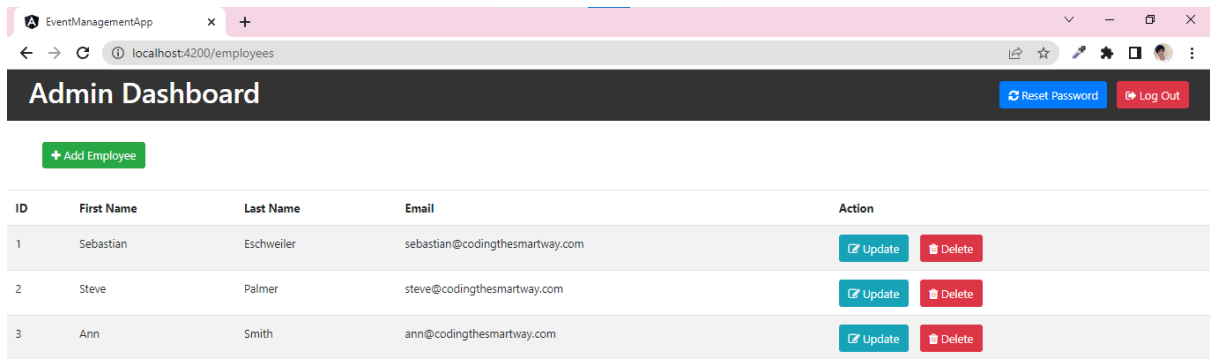 EventManagementApp
localhost:4200/employees
Admin Dashboard Reset Password Log Out
Add Employee
ID First Name Last Name Email Action
1 Sebastian Eschweiler sebastian@codingthesmartway.com Update Delete
2 Steve Palmer steve@codingthesmartway.com Update Delete
3 Ann Smith ann@codingthesmartway.com Update Delete